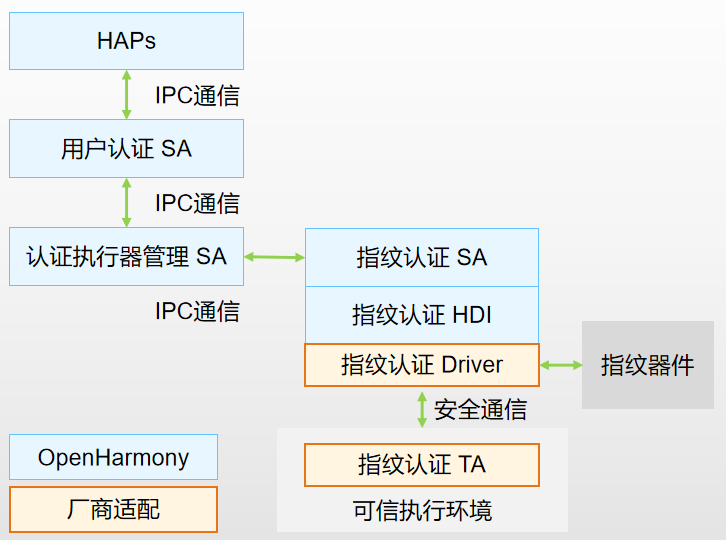 HAPs
IPC通信
用户认证 SA
IPC通信
认证执行器管理 SA
IPC通信
指纹认证 SA
指纹认证 HDI
指纹认证 Driver
指纹器件
安全通信
指纹认证 TA
可信执行环境
OpenHarmony
厂商适配